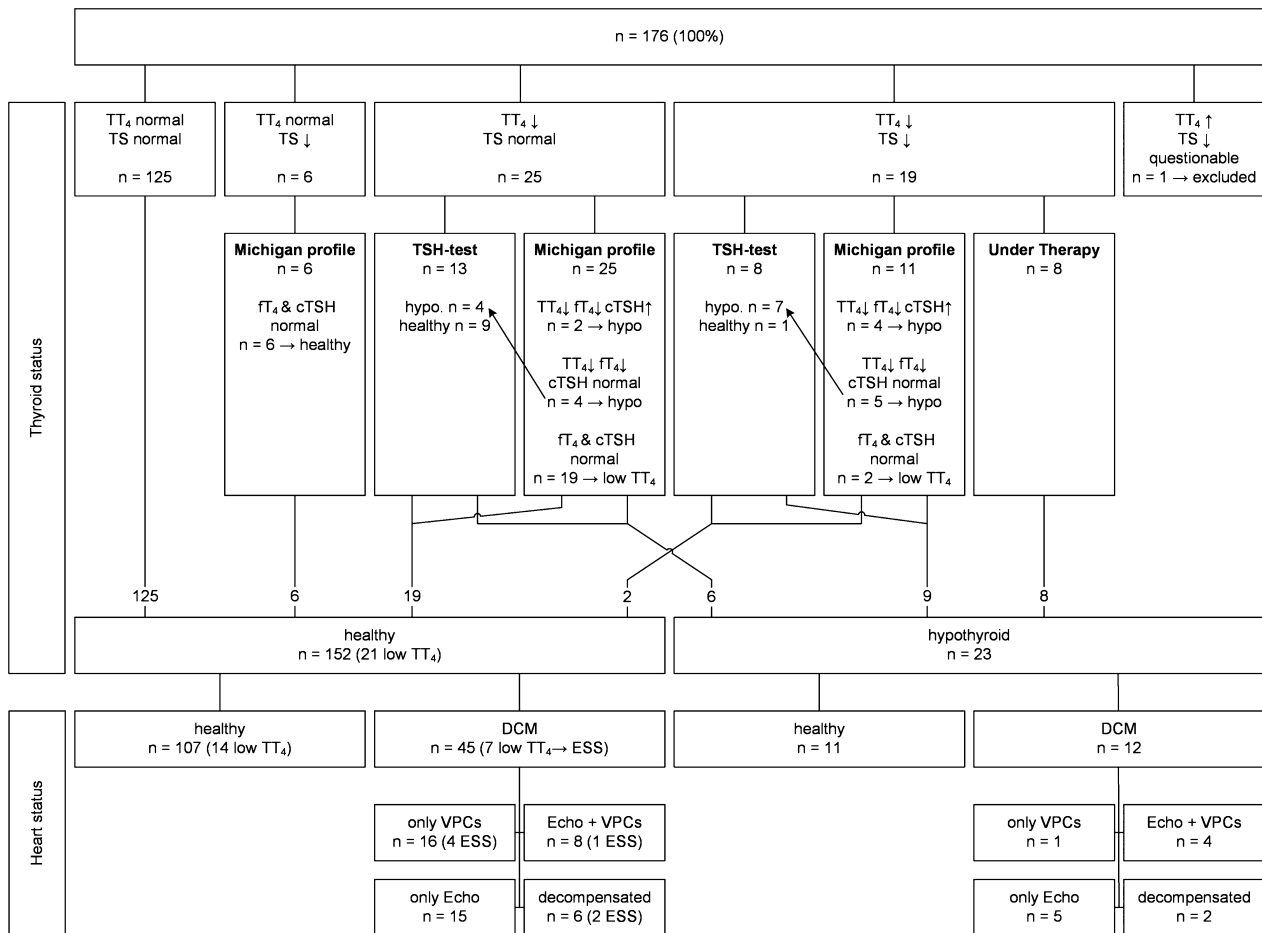 n = 176 (100%)
Thyroid status
TT₄ normal
TS normal
n = 125
TT₄ normal
TS ↓
n = 6
TT₄ ↓
TS normal
n = 25
TT₄ ↓
TS ↓
n = 19
TT₄ ↑
TS ↓
questionable
n = 1 → excluded
Michigan profile
n = 6
fT₄ & cTSH
normal
n = 6 → healthy
TSH-test
n = 13
hypo. n = 4
healthy n = 9
Michigan profile
n = 25
TT₄↓ fT₄↓ cTSH↑
n = 2 → hypo
TT₄↓ fT₄↓
cTSH normal
n = 4 → hypo
fT₄ & cTSH
normal
n = 19 → low TT₄
TSH-test
n = 8
hypo. n = 7
healthy n = 1
Michigan profile
n = 11
TT₄↓ fT₄↓ cTSH↑
n = 4 → hypo
TT₄↓ fT₄↓
cTSH normal
n = 5 → hypo
fT₄ & cTSH
normal
n = 2 → low TT₄
Under Therapy
n = 8
125 6 19 2 6 9 8
healthy
n = 152 (21 low TT₄)
hypothyroid
n = 23
Heart status
healthy
n = 107 (14 low TT₄)
DCM
n = 45 (7 low TT₄→ ESS)
healthy
n = 11
DCM
n = 12
only VPCs
n = 16 (4 ESS)
Echo + VPCs
n = 8 (1 ESS)
only VPCs
n = 1
Echo + VPCs
n = 4
only Echo
n = 15
decompensated
n = 6 (2 ESS)
only Echo
n = 5
decompensated
n = 2